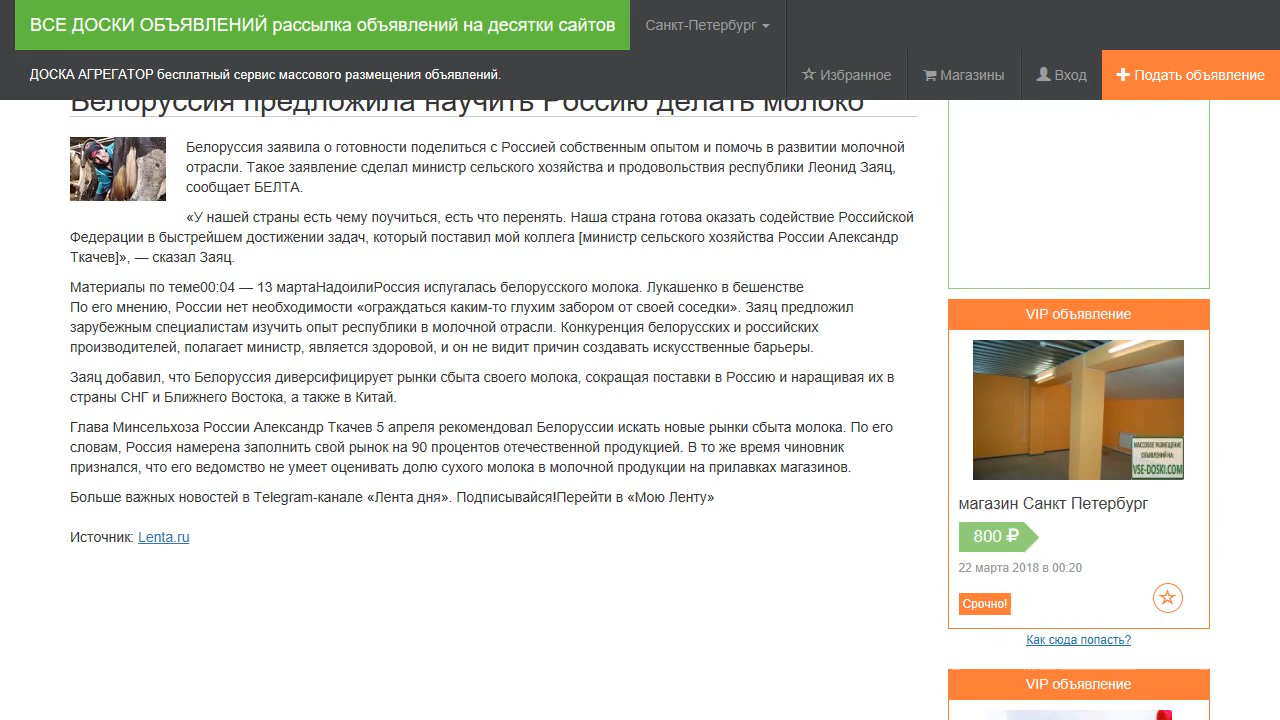 ВСЕ ДОСКИ ОБЪЯВЛЕНИЙ рассылка объявлений на десятки сайтов
Санкт-Петербург
ДОСКА АГРЕГАТОР бесплатный сервис массового размещения объявлений.
Избранное
Магазины
Вход
Подать объявление
Белоруссия предложила научить Россию делать молоко
Белоруссия заявила о готовности поделиться с Россией собственным опытом и помочь в развитии молочной
отрасли. Такое заявление сделал министр сельского хозяйства и продовольствия республики Леонид Заяц,
сообщает БЕЛТА.
«У нашей страны есть чему поучиться, есть что перенять. Наша страна готова оказать содействие Российской
Федерации в быстрейшем достижении задач, который поставил мой коллега [министр сельского хозяйства России Александр
Ткачев]», — сказал Заяц.
Материалы по теме00:04 — 13 мартаНадоилиРоссия испугалась белорусского молока. Лукашенко в бешенстве
По его мнению, России нет необходимости «ограждаться каким-то глухим забором от своей соседки». Заяц предложил
зарубежным специалистам изучить опыт республики в молочной отрасли. Конкуренция белорусских и российских
производителей, полагает министр, является здоровой, и он не видит причин создавать искусственные барьеры.
Заяц добавил, что Белоруссия диверсифицирует рынки сбыта своего молока, сокращая поставки в Россию и наращивая их в
страны СНГ и Ближнего Востока, а также в Китай.
Глава Минсельхоза России Александр Ткачев 5 апреля рекомендовал Белоруссии искать новые рынки сбыта молока. По его
словам, Россия намерена заполнить свой рынок на 90 процентов отечественной продукцией. В то же время чиновник
признался, что его ведомство не умеет оценивать долю сухого молока в молочной продукции на прилавках магазинов.
Больше важных новостей в Telegram-канале «Лента дня». Подписывайся!Перейти в «Мою Ленту»
Источник: Lenta.ru
VIP объявление
МАССОВОЕ РАЗМЕЩЕНИЕ
ОБЪЯВЛЕНИЙ НА:
VSE-DOSKI.COM
магазин Санкт Петербург
800 ₽
22 марта 2018 в 00:20
Срочно!
Как сюда попасть?
VIP объявление